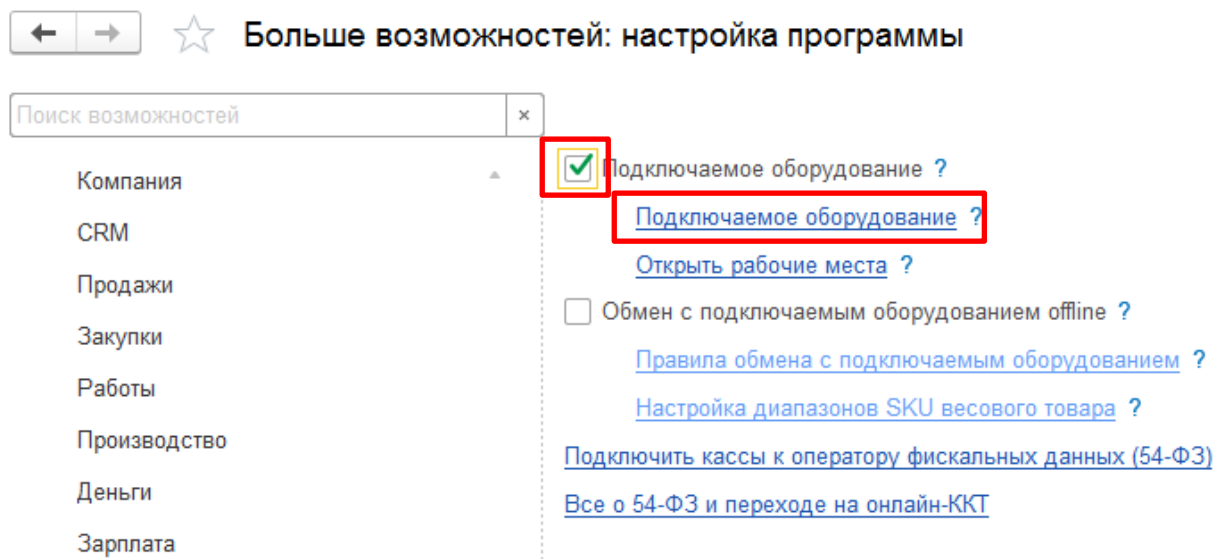 Больше возможностей: настройка программы
Поиск возможностей
×
Компания
CRM
Продажи
Закупки
Работы
Производство
Деньги
Зарплата
Подключаемое оборудование ?
Подключаемое оборудование ?
Открыть рабочие места ?
Обмен с подключаемым оборудованием offline ?
Правила обмена с подключаемым оборудованием ?
Настройка диапазонов SKU весового товара ?
Подключить кассы к оператору фискальных данных (54-ФЗ)
Все о 54-ФЗ и переходе на онлайн-ККТ